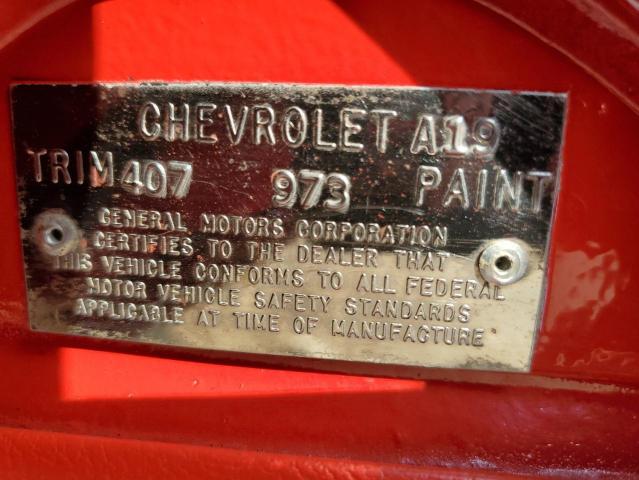 CHEVROLET A19
TRIM 407 973 PAINT
GENERAL MOTORS CORPORATION
CERTIFIES TO THE DEALER THAT
THIS VEHICLE CONFORMS TO ALL FEDERAL
MOTOR VEHICLE SAFETY STANDARDS
APPLICABLE AT TIME OF MANUFACTURE